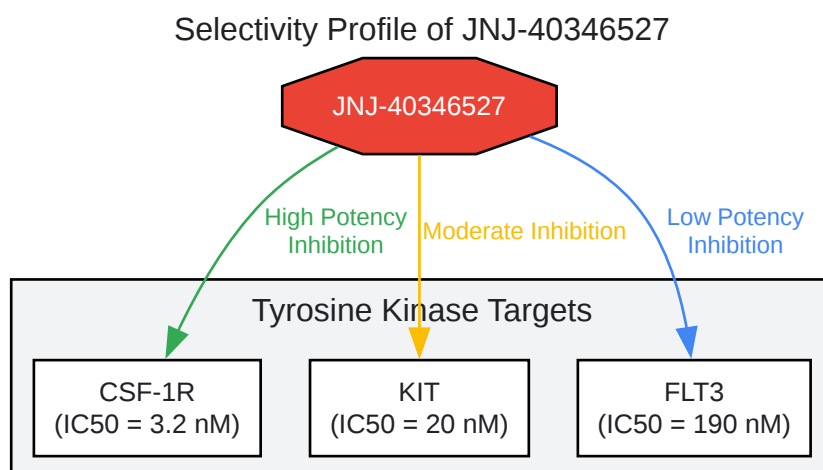 Selectivity Profile of JNJ-40346527
JNJ-40346527
High Potency
Inhibition
Moderate Inhibition
Low Potency
Inhibition
Tyrosine Kinase Targets
CSF-1R
(IC50 = 3.2 nM)
KIT
(IC50 = 20 nM)
FLT3
(IC50 = 190 nM)